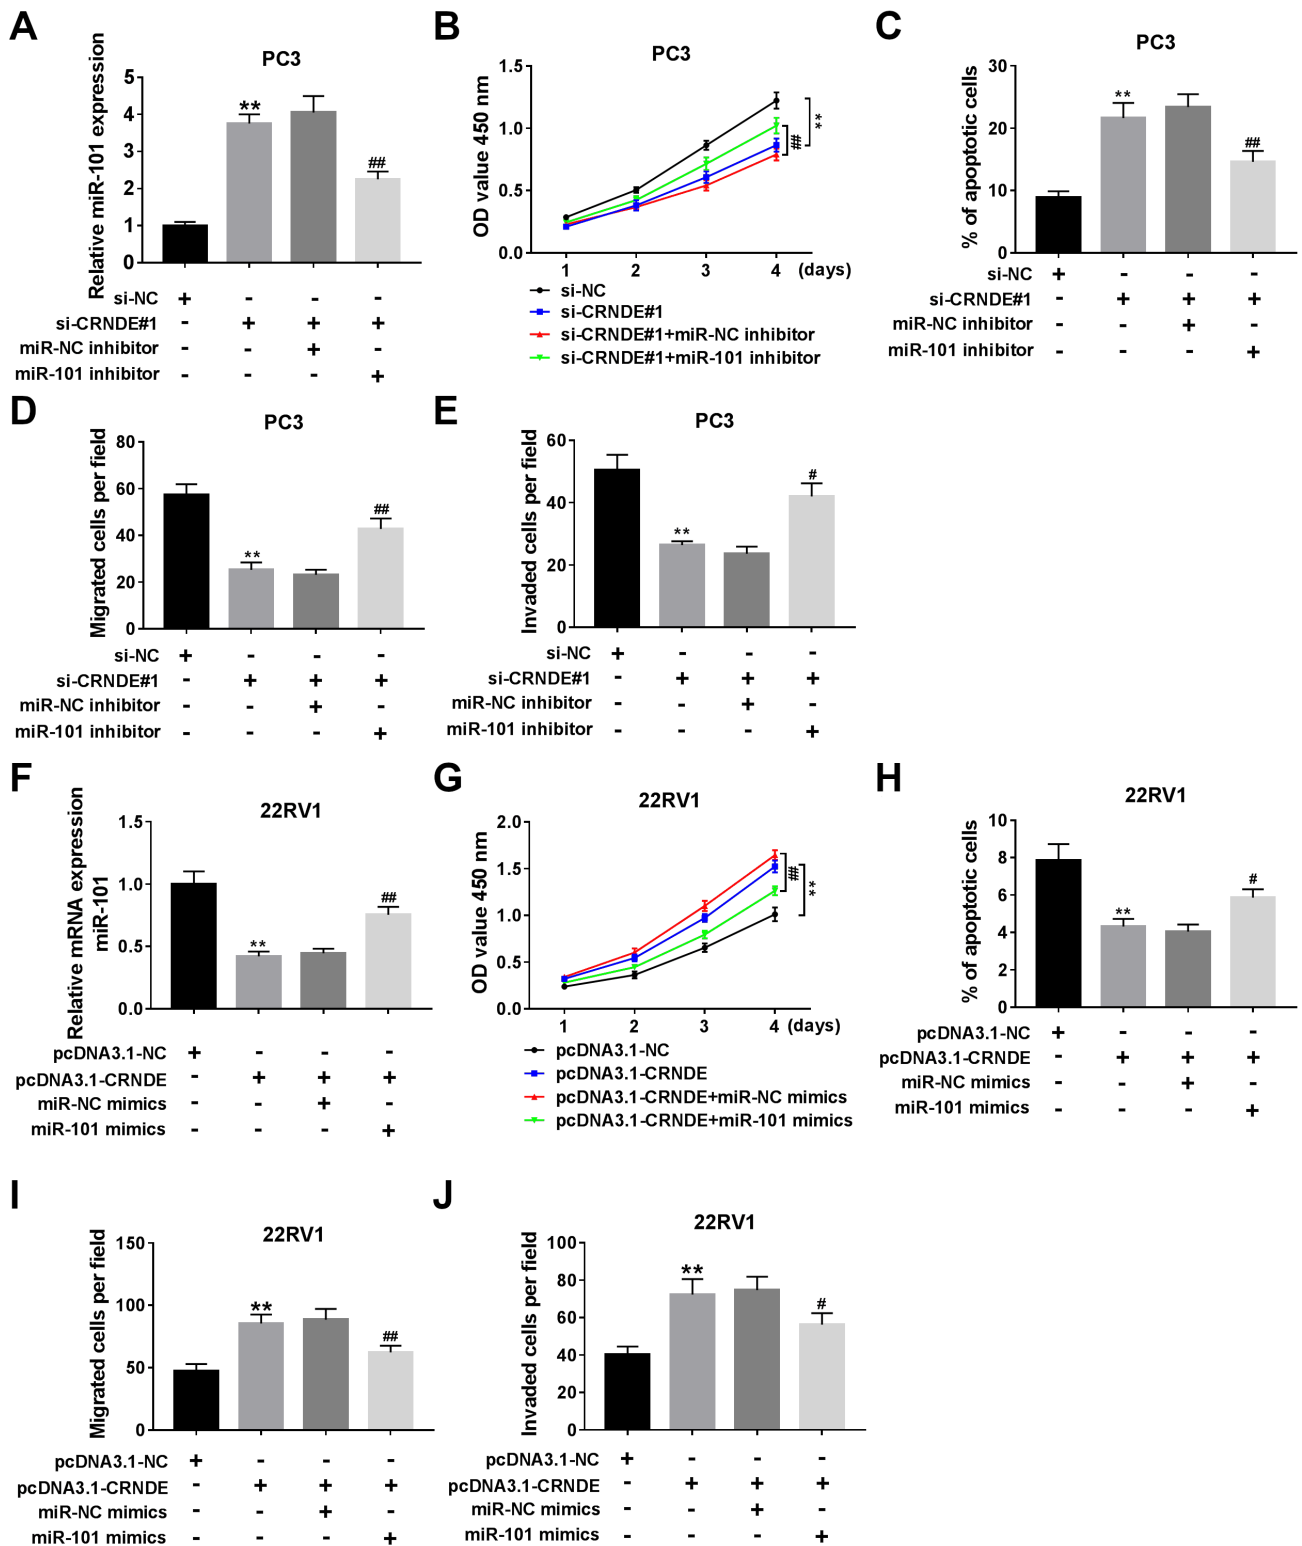 A
PC3
Relative miR-101 expression
5
4
3
2
1
0
**
##
si-NC + - - -
si-CRNDE#1 - + + +
miR-NC inhibitor - - + -
miR-101 inhibitor - - - +
B
PC3
OD value 450 nm
1.5
1.0
0.5
0.0
1 2 3 4 (days)
##
**
si-NC
si-CRNDE#1
si-CRNDE#1+miR-NC inhibitor
si-CRNDE#1+miR-101 inhibitor
C
PC3
% of apoptotic cells
30
20
10
0
**
##
si-NC + - - -
si-CRNDE#1 - + + +
miR-NC inhibitor - - + -
miR-101 inhibitor - - - +
D
PC3
Migrated cells per field
80
60
40
20
0
**
##
si-NC + - - -
si-CRNDE#1 - + + +
miR-NC inhibitor - - + -
miR-101 inhibitor - - - +
E
PC3
Invaded cells per field
60
40
20
0
**
#
si-NC + - - -
si-CRNDE#1 - + + +
miR-NC inhibitor - - + -
miR-101 inhibitor - - - +
F
22RV1
Relative mRNA expression
miR-101
1.5
1.0
0.5
0.0
**
##
pcDNA3.1-NC + - - -
pcDNA3.1-CRNDE - + + +
miR-NC mimics - - + -
miR-101 mimics - - - +
G
22RV1
OD value 450 nm
2.0
1.5
1.0
0.5
0.0
1 2 3 4 (days)
##
**
pcDNA3.1-NC
pcDNA3.1-CRNDE
pcDNA3.1-CRNDE+miR-NC mimics
pcDNA3.1-CRNDE+miR-101 mimics
H
22RV1
% of apoptotic cells
10
8
6
4
2
0
**
#
pcDNA3.1-NC + - - -
pcDNA3.1-CRNDE - + + +
miR-NC mimics - - + -
miR-101 mimics - - - +
I
22RV1
Migrated cells per field
150
100
50
0
**
##
pcDNA3.1-NC + - - -
pcDNA3.1-CRNDE - + + +
miR-NC mimics - - + -
miR-101 mimics - - - +
J
22RV1
Invaded cells per field
100
80
60
40
20
0
**
#
pcDNA3.1-NC + - - -
pcDNA3.1-CRNDE - + + +
miR-NC mimics - - + -
miR-101 mimics - - - +